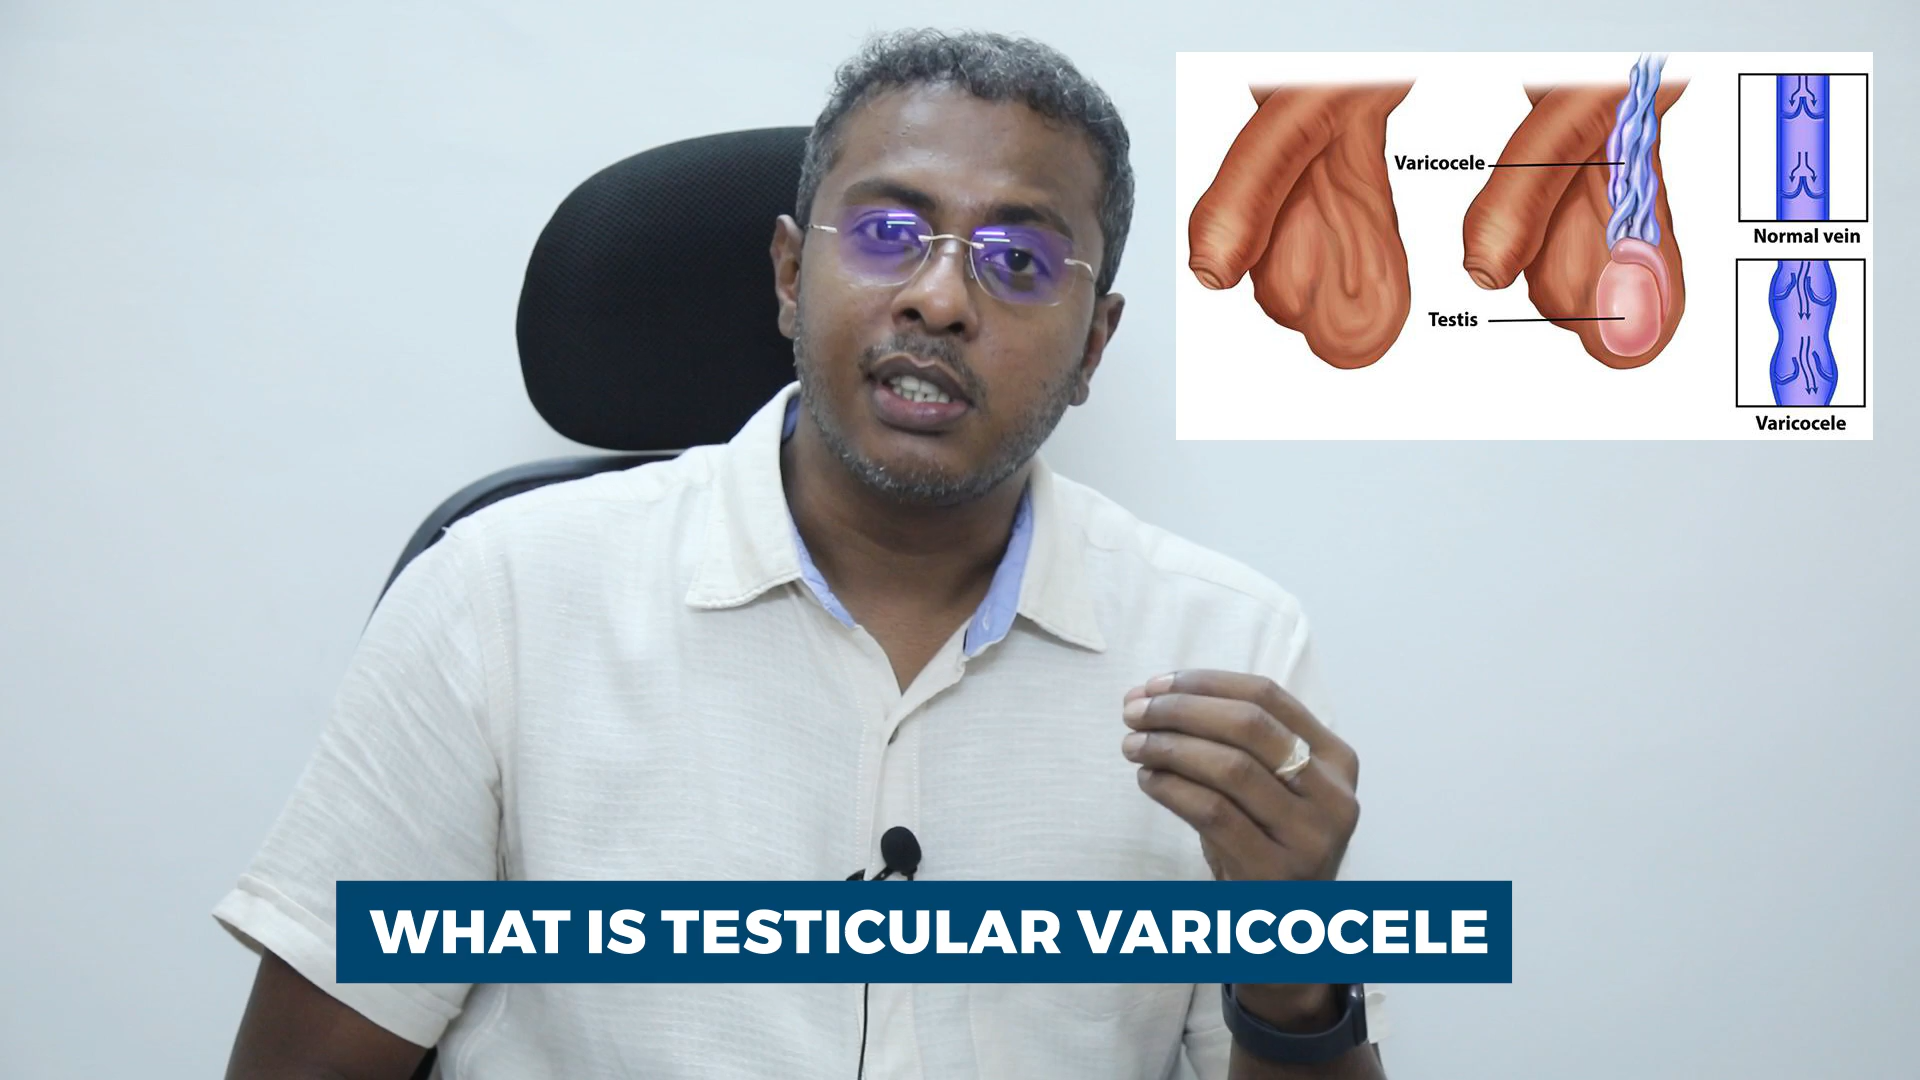 Varicocele
Testis
Normal vein
Varicocele
WHAT IS TESTICULAR VARICOCELE